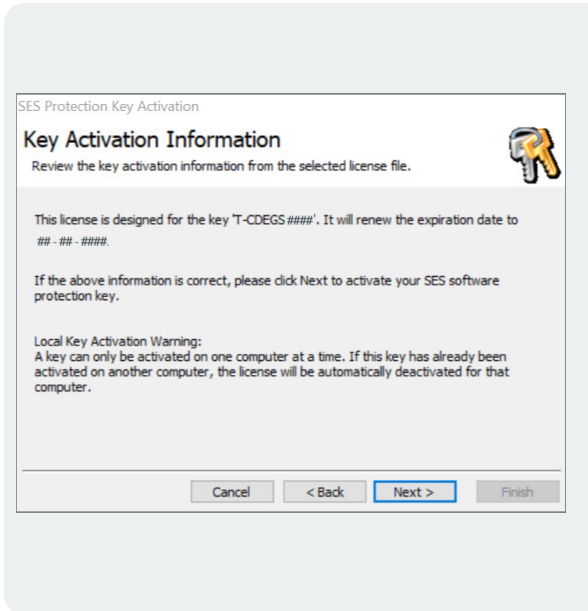 SES Protection Key Activation
Key Activation Information
Review the key activation information from the selected license file.
This license is designed for the key 'T-CDEGS####'. It will renew the expiration date to
## - ## - ####.
If the above information is correct, please click Next to activate your SES software
protection key.
Local Key Activation Warning:
A key can only be activated on one computer at a time. If this key has already been
activated on another computer, the license will be automatically deactivated for that
computer.
Cancel < Back Next > Finish